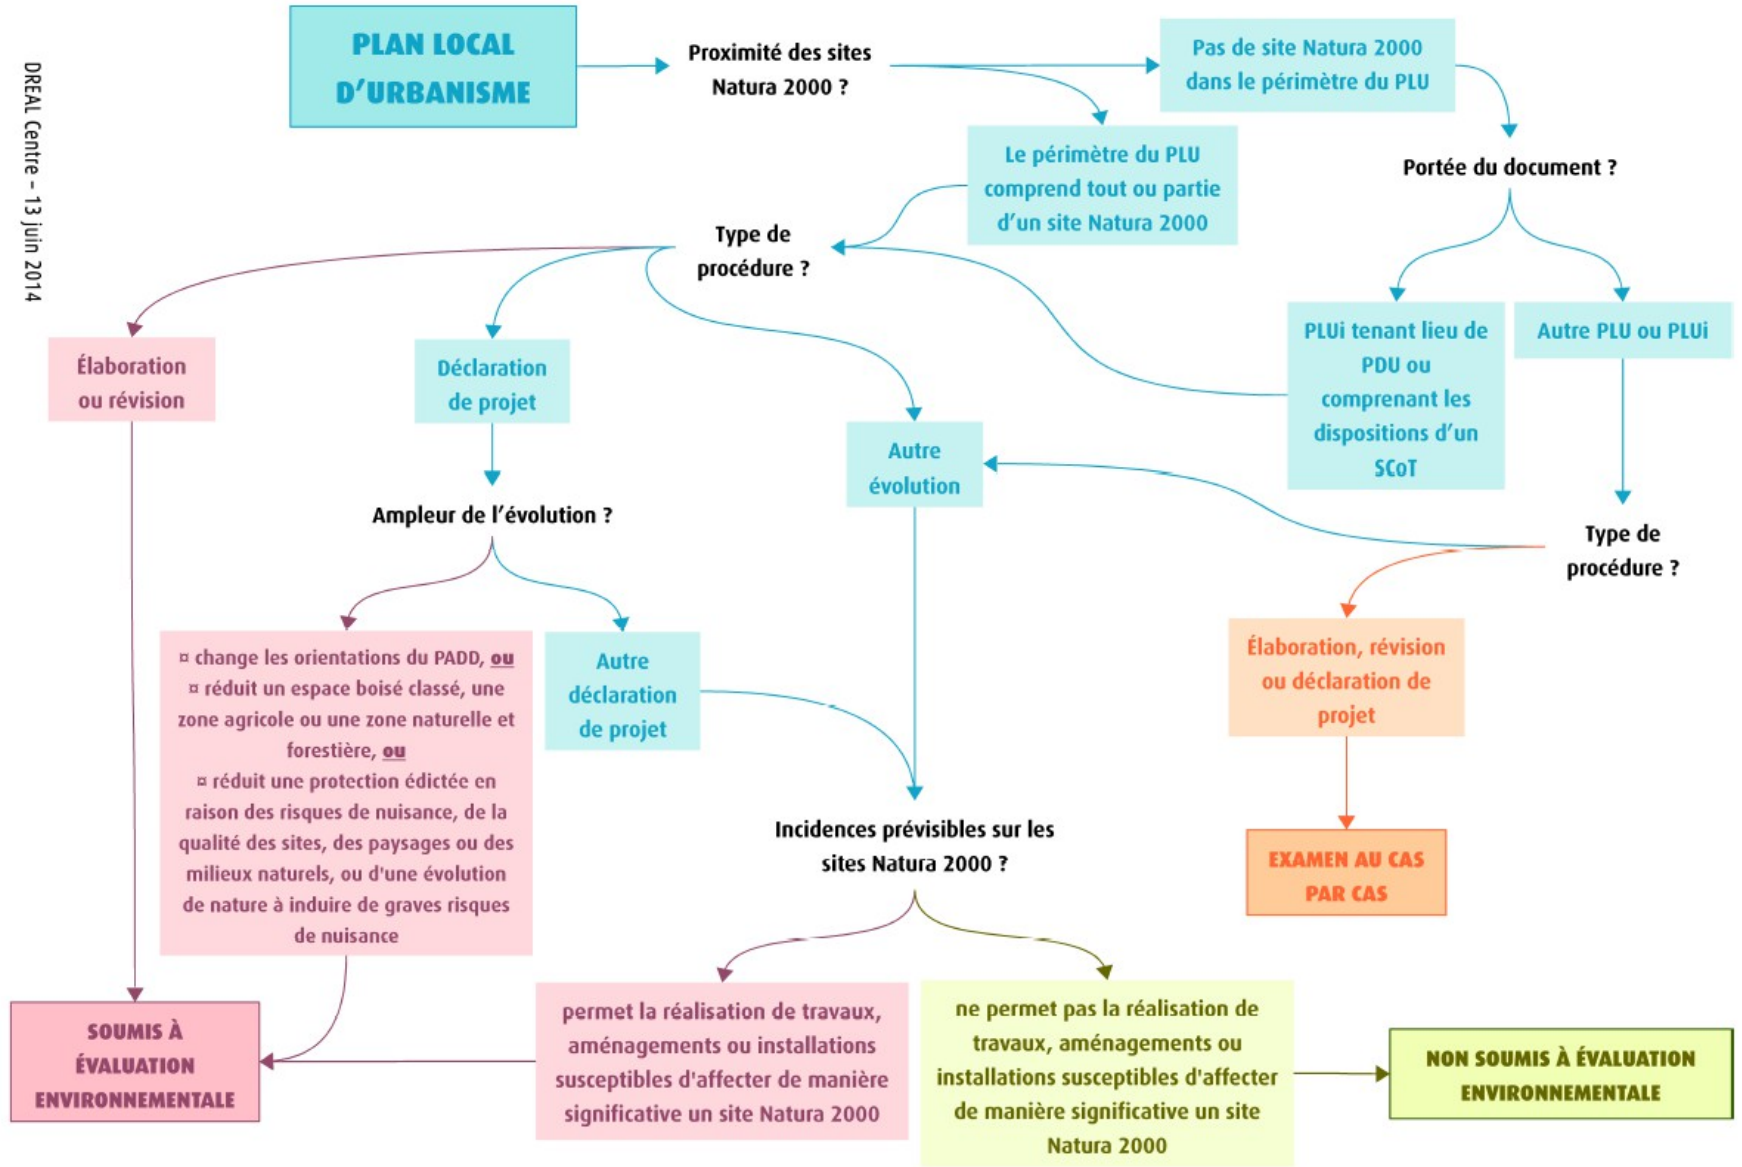 PLAN LOCAL
D’URBANISME
Proximité des sites
Natura 2000 ?
Pas de site Natura 2000
dans le périmètre du PLU
DREAL Centre – 13 juin 2014
Le périmètre du PLU
comprend tout ou partie
d’un site Natura 2000
Portée du document ?
Type de
procédure ?
PLUi tenant lieu de
PDU ou
comprenant les
dispositions d’un
SCoT
Autre PLU ou PLUi
Élaboration
ou révision
Déclaration
de projet
Autre
évolution
Ampleur de l’évolution ?
Type de
procédure ?
¤ change les orientations du PADD, ou
¤ réduit un espace boisé classé, une
zone agricole ou une zone naturelle et
forestière, ou
¤ réduit une protection édictée en
raison des risques de nuisance, de la
qualité des sites, des paysages ou des
milieux naturels, ou d'une évolution
de nature à induire de graves risques
de nuisance
Autre
déclaration
de projet
Élaboration, révision
ou déclaration de
projet
Incidences prévisibles sur les
sites Natura 2000 ?
EXAMEN AU CAS
PAR CAS
SOUMIS À
ÉVALUATION
ENVIRONNEMENTALE
permet la réalisation de travaux,
aménagements ou installations
susceptibles d'affecter de manière
significative un site Natura 2000
ne permet pas la réalisation de
travaux, aménagements ou
installations susceptibles d'affecter
de manière significative un site
Natura 2000
NON SOUMIS À ÉVALUATION
ENVIRONNEMENTALE